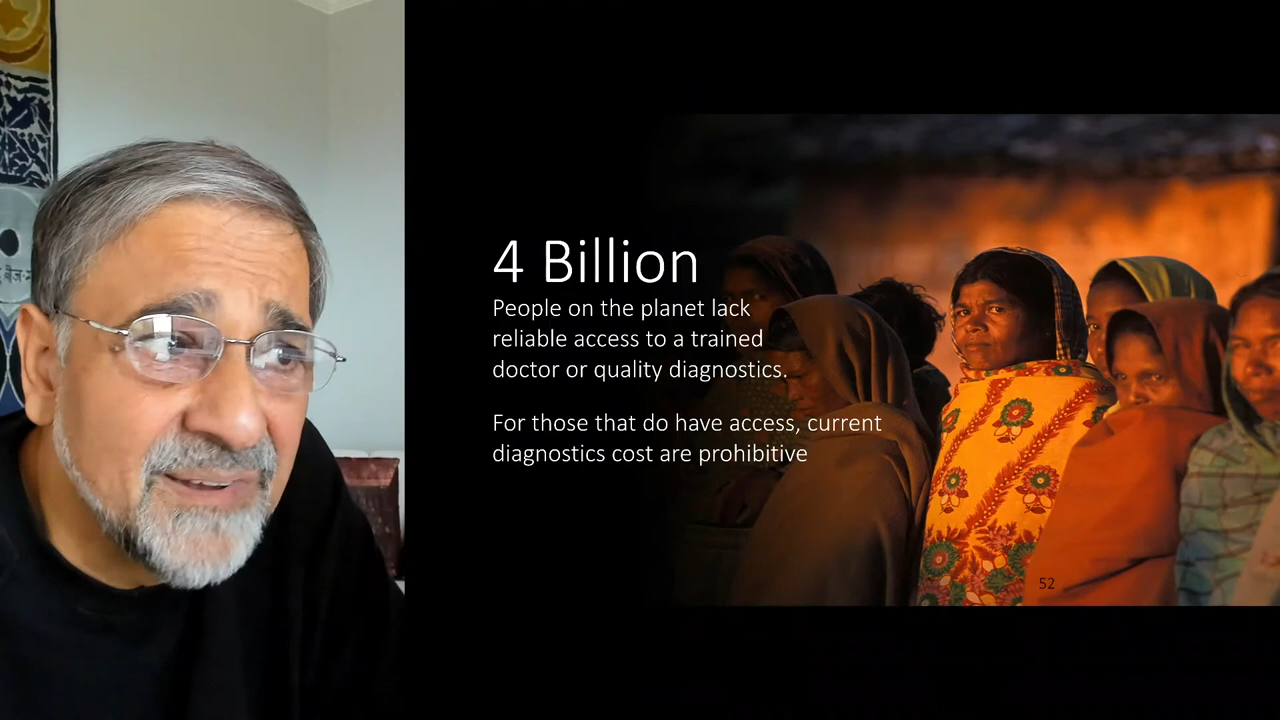 4 Billion
People on the planet lack
reliable access to a trained
doctor or quality diagnostics.
For those that do have access, current
diagnostics cost are prohibitive
52